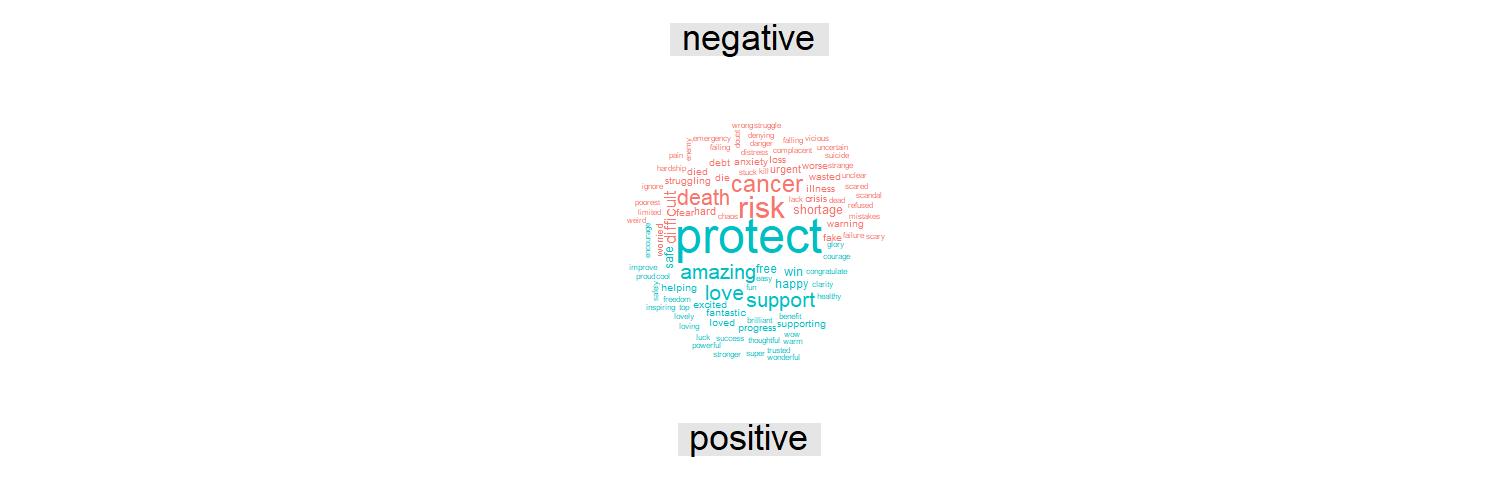 negative
wrong struggle
emergency doubt denying
danger falling vicious
enemy failing distress complacent uncertain
pain suicide
debt anxiety loss
hardship died stuck kill urgent worse strange
struggling die cancer wasted unclear
ignore illness scared
difficult death lack crisis dead scandal
poorest risk refused
limited fear hard chaos shortage mistakes
weird warning
worried protect fake failure scary
encourage glory
safe courage
improve amazing free win congratulate
proud cool easy
safety helping love fun happy clarity
freedom support healthy
inspiring top excited
lovely fantastic brilliant benefit
loving loved progress supporting
luck success thoughtful wow
warm
powerful
stronger super trusted
wonderful
positive